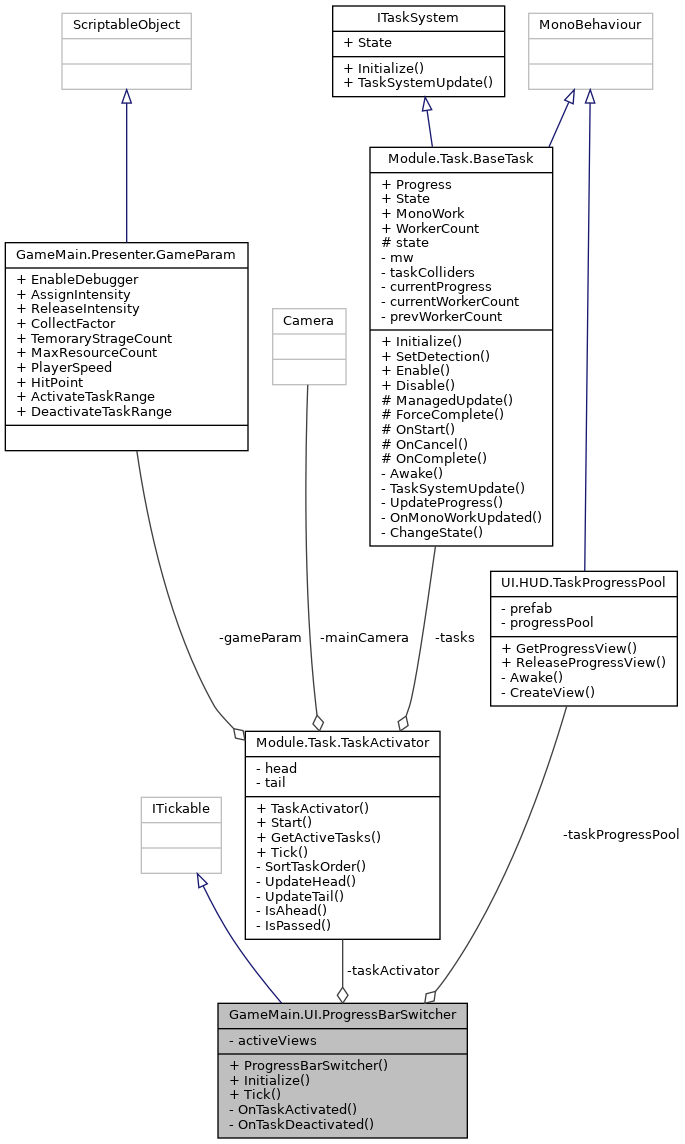 ScriptableObject
ITaskSystem
+ State
+ Initialize()
+ TaskSystemUpdate()
MonoBehaviour
Module.Task.BaseTask
+ Progress
+ State
+ MonoWork
+ WorkerCount
# state
- mw
- taskColliders
- currentProgress
- currentWorkerCount
- prevWorkerCount
+ Initialize()
+ SetDetection()
+ Enable()
+ Disable()
# ManagedUpdate()
# ForceComplete()
# OnStart()
# OnCancel()
# OnComplete()
- Awake()
- TaskSystemUpdate()
- UpdateProgress()
- OnMonoWorkUpdated()
- ChangeState()
GameMain.Presenter.GameParam
+ EnableDebugger
+ AssignIntensity
+ ReleaseIntensity
+ CollectFactor
+ TemoraryStrageCount
+ MaxResourceCount
+ PlayerSpeed
+ HitPoint
+ ActivateTaskRange
+ DeactivateTaskRange
Camera
UI.HUD.TaskProgressPool
- prefab
- progressPool
+ GetProgressView()
+ ReleaseProgressView()
- Awake()
- CreateView()
-gameParam
-mainCamera
-tasks
Module.Task.TaskActivator
- head
- tail
+ TaskActivator()
+ Start()
+ GetActiveTasks()
+ Tick()
- SortTaskOrder()
- UpdateHead()
- UpdateTail()
- IsAhead()
- IsPassed()
ITickable
-taskProgressPool
-taskActivator
GameMain.UI.ProgressBarSwitcher
- activeViews
+ ProgressBarSwitcher()
+ Initialize()
+ Tick()
- OnTaskActivated()
- OnTaskDeactivated()